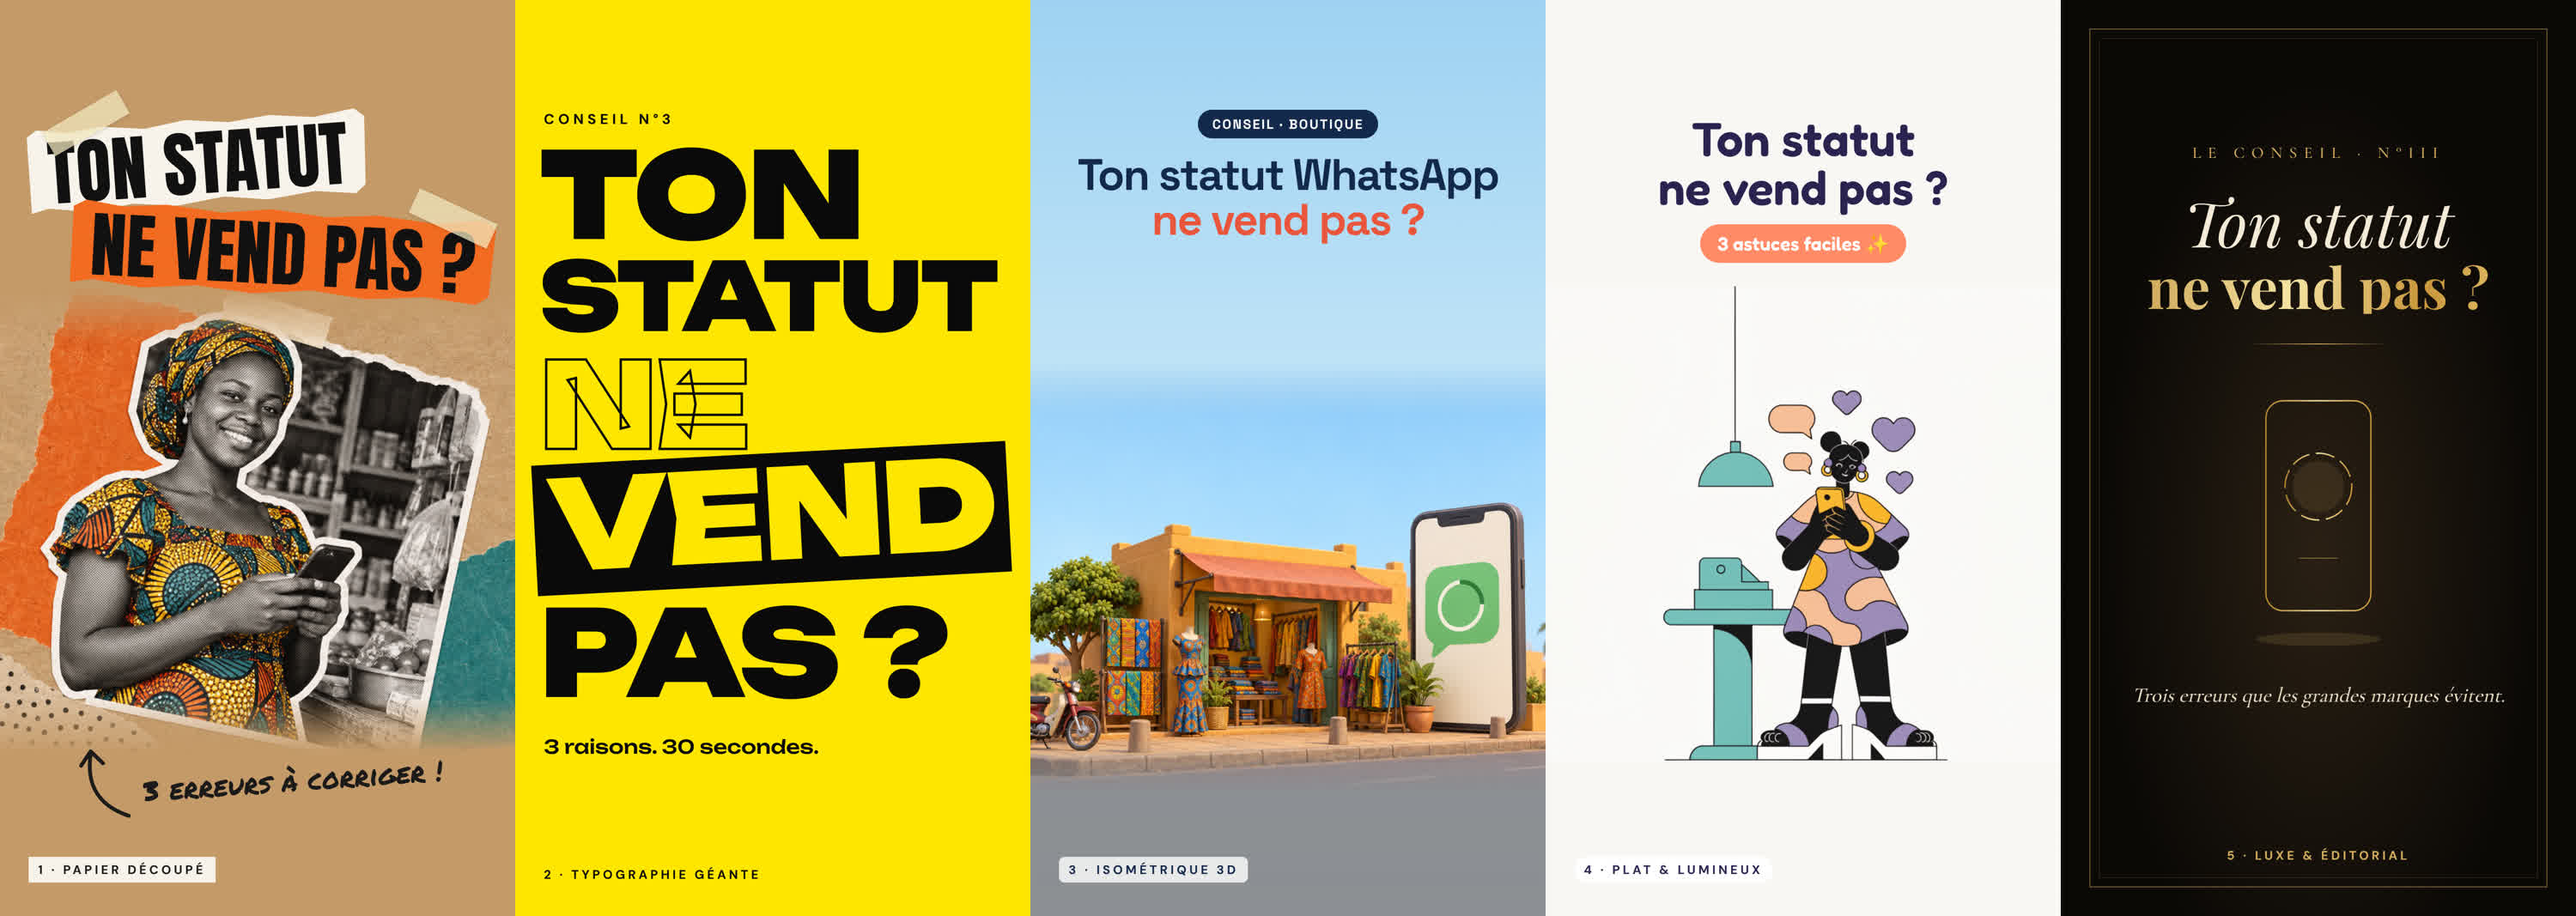 TON STATUT
NE VEND PAS ?
3 ERREURS À CORRIGER !
1 · PAPIER DÉCOUPÉ
CONSEIL N°3
TON
STATUT
NE
VEND
PAS ?
3 raisons. 30 secondes.
2 · TYPOGRAPHIE GÉANTE
CONSEIL · BOUTIQUE
Ton statut WhatsApp
ne vend pas ?
3 · ISOMÉTRIQUE 3D
Ton statut
ne vend pas ?
3 astuces faciles ✨
4 · PLAT & LUMINEUX
LE CONSEIL · N°III
Ton statut
ne vend pas ?
Trois erreurs que les grandes marques évitent.
5 · LUXE & ÉDITORIAL